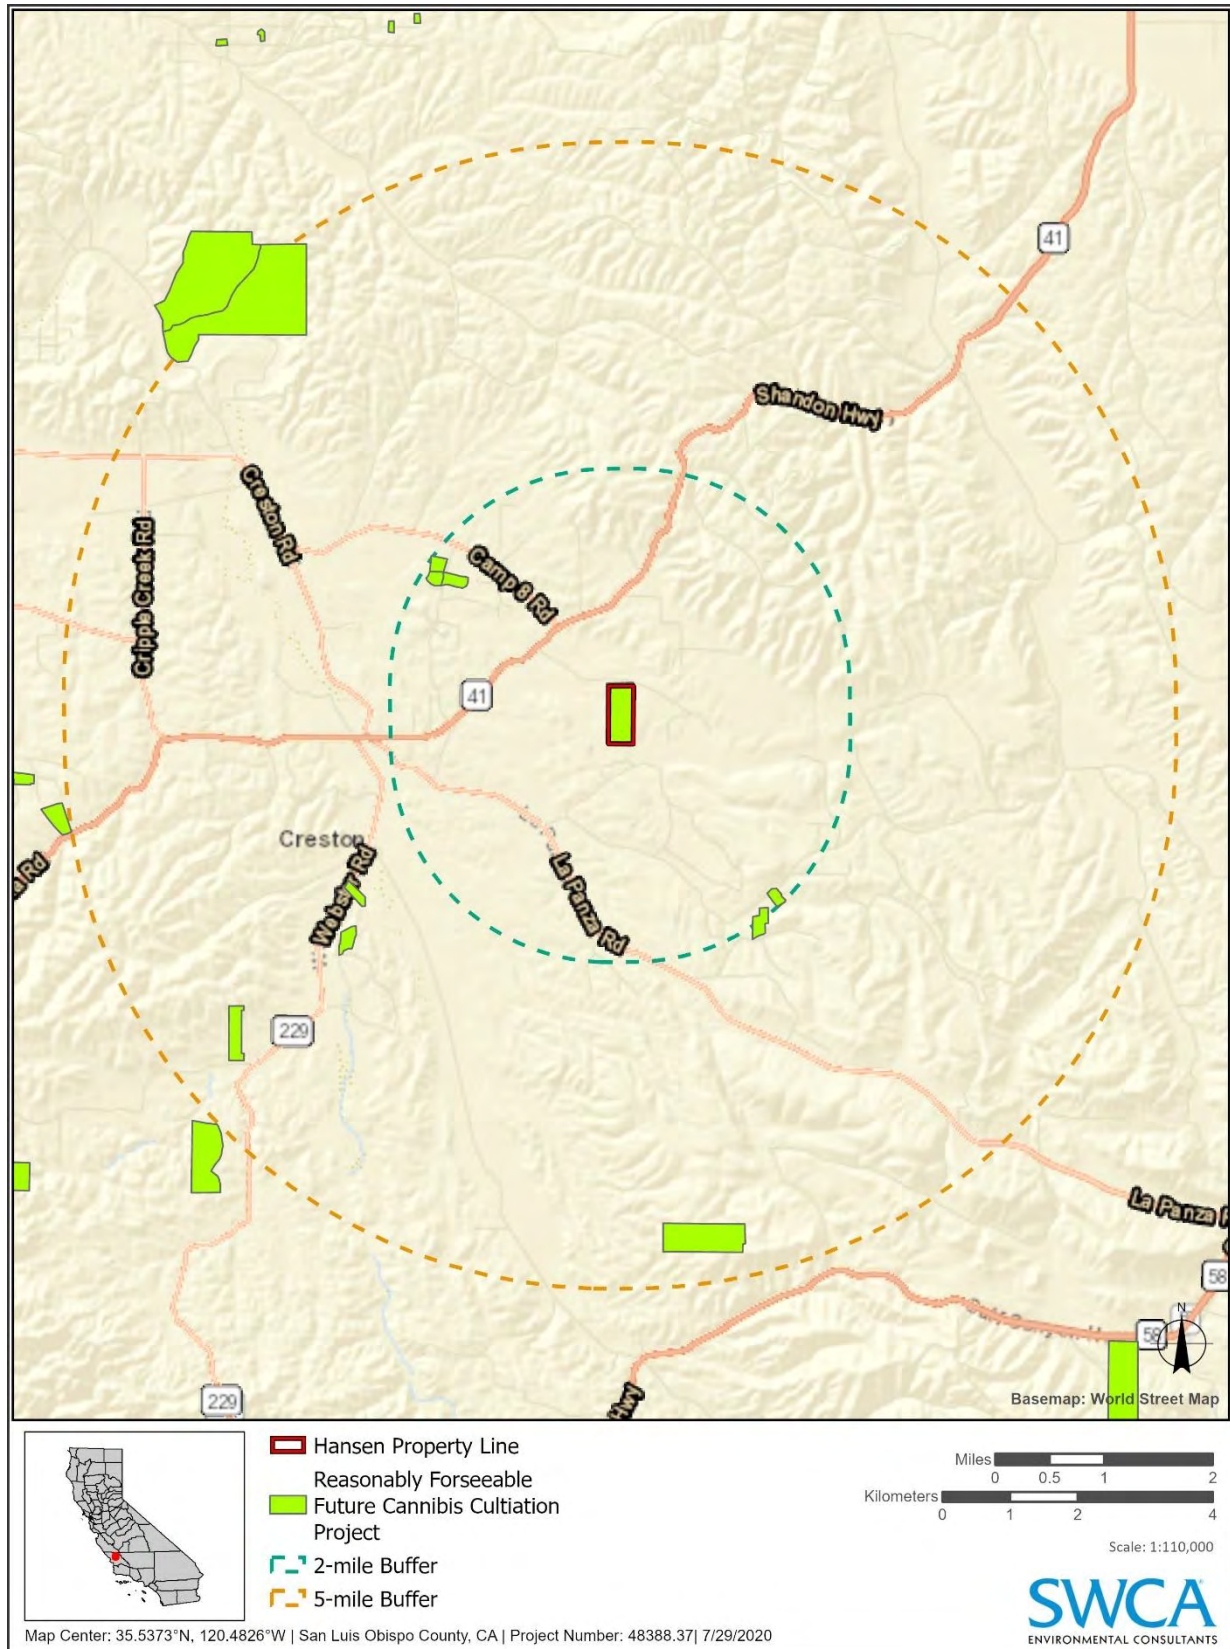 41
Shandon Hwy
Creston Rd
Cripple Creek Rd
Camp 8 Rd
41
Creston
a Rd
Webster Rd
La Panza Rd
229
La Panza
58
58
N
229
Hwy
Basemap: World Street Map
Hansen Property Line
Reasonably Forseeable
Future Cannibis Cultiation
Project
2-mile Buffer
5-mile Buffer
Miles
0 0.5 1 2
Kilometers
0 1 2 4
Scale: 1:110,000
SWCA
ENVIRONMENTAL CONSULTANTS
Map Center: 35.5373°N, 120.4826°W | San Luis Obispo County, CA | Project Number: 48388.37| 7/29/2020